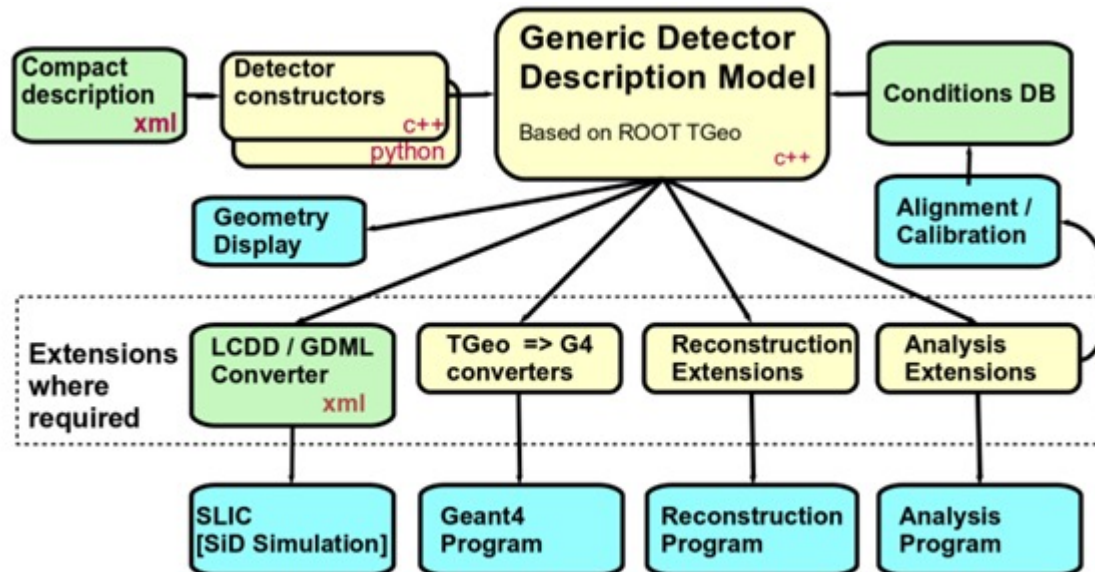 Compact
description
xml
Detector
constructors
c++
python
Generic Detector
Description Model
Based on ROOT TGeo
c++
Conditions DB
Geometry
Display
Alignment /
Calibration
Extensions
where
required
LCDD / GDML
Converter
xml
TGeo => G4
converters
Reconstruction
Extensions
Analysis
Extensions
SLIC
[SiD Simulation]
Geant4
Program
Reconstruction
Program
Analysis
Program